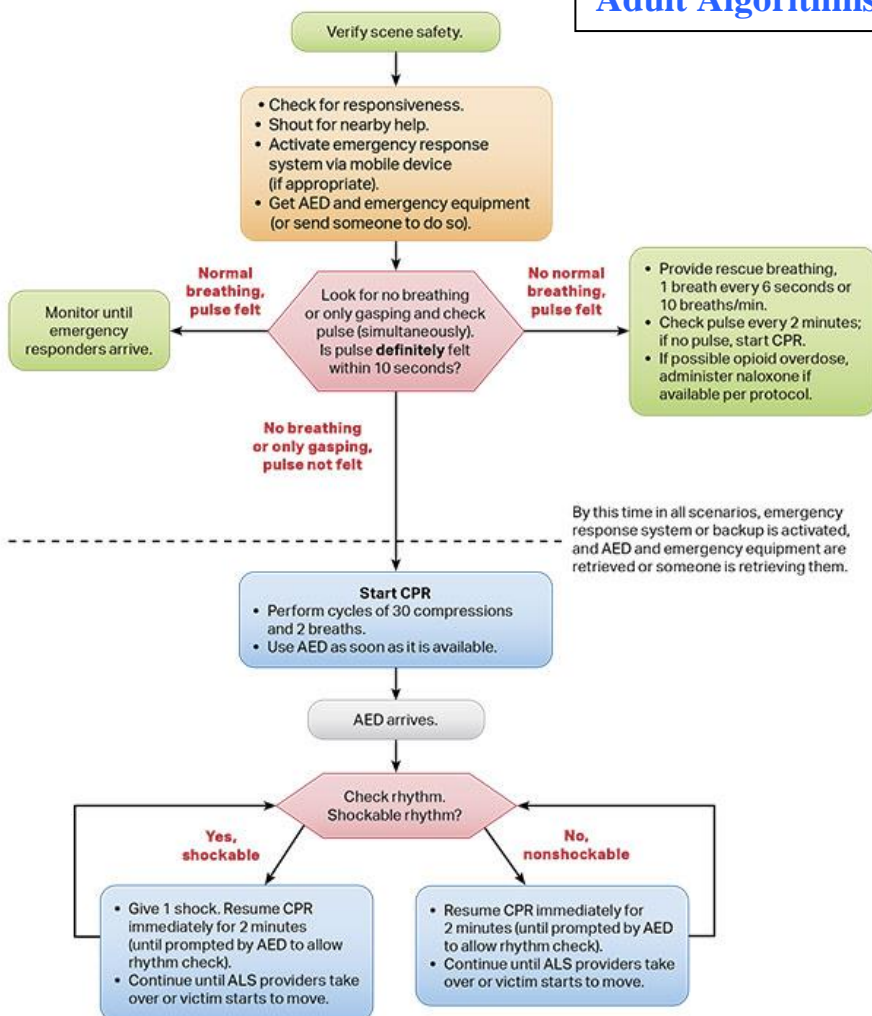 Adult Algorithms
Verify scene safety.
• Check for responsiveness.
• Shout for nearby help.
• Activate emergency response
system via mobile device
(if appropriate).
• Get AED and emergency equipment
(or send someone to do so).
Normal
breathing,
pulse felt
No normal
breathing,
pulse felt
Monitor until
emergency
responders arrive.
Look for no breathing
or only gasping and check
pulse (simultaneously).
Is pulse definitely felt
within 10 seconds?
• Provide rescue breathing,
1 breath every 6 seconds or
10 breaths/min.
• Check pulse every 2 minutes;
if no pulse, start CPR.
• If possible opioid overdose,
administer naloxone if
available per protocol.
No breathing
or only gasping,
pulse not felt
By this time in all scenarios, emergency
response system or backup is activated,
and AED and emergency equipment are
retrieved or someone is retrieving them.
Start CPR
• Perform cycles of 30 compressions
and 2 breaths.
• Use AED as soon as it is available.
AED arrives.
Check rhythm.
Shockable rhythm?
Yes,
shockable
No,
nonshockable
• Give 1 shock. Resume CPR
immediately for 2 minutes
(until prompted by AED to allow
rhythm check).
• Continue until ALS providers take
over or victim starts to move.
• Resume CPR immediately for
2 minutes (until prompted by AED
to allow rhythm check).
• Continue until ALS providers take
over or victim starts to move.